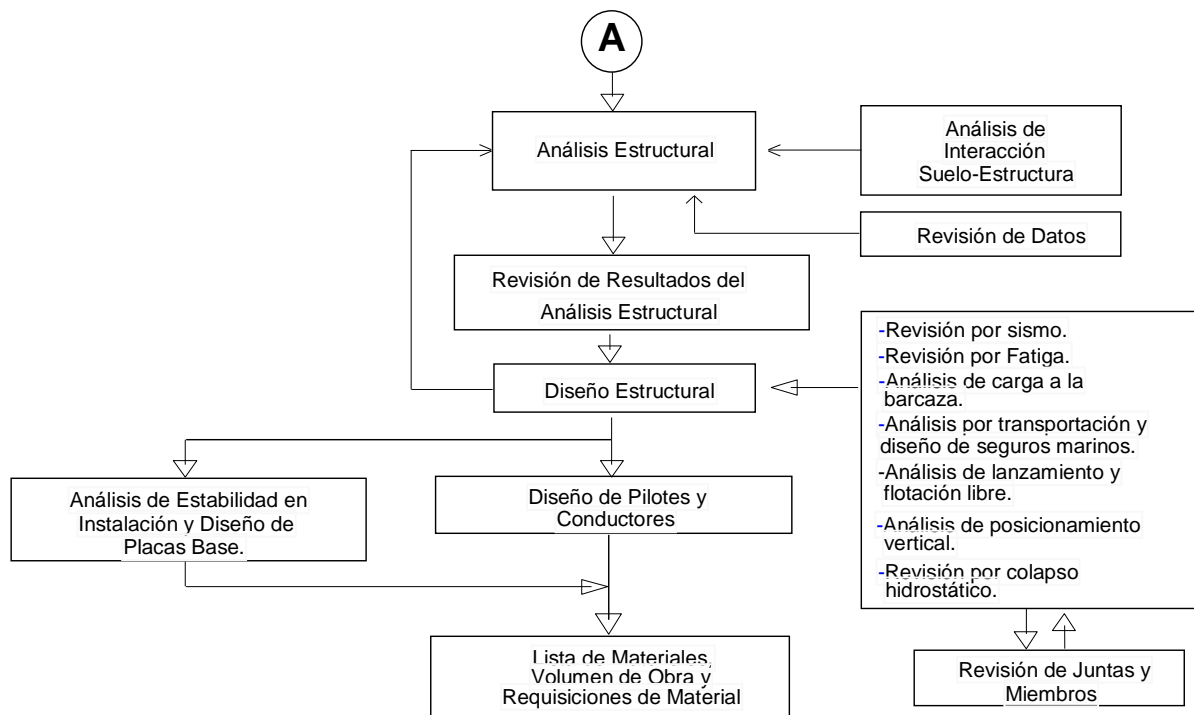 A
Análisis Estructural
Análisis de
Interacción
Suelo-Estructura
Revisión de Datos
Revisión de Resultados del
Análisis Estructural
Diseño Estructural
-Revisión por sismo.
-Revisión por Fatiga.
-Análisis de carga a la
barcaza.
-Análisis por transportación y
diseño de seguros marinos.
-Análisis de lanzamiento y
flotación libre.
-Análisis de posicionamiento
vertical.
-Revisión por colapso
hidrostático.
Análisis de Estabilidad en
Instalación y Diseño de
Placas Base.
Diseño de Pilotes y
Conductores
Lista de Materiales,
Volumen de Obra y
Requisiciones de Material
Revisión de Juntas y
Miembros